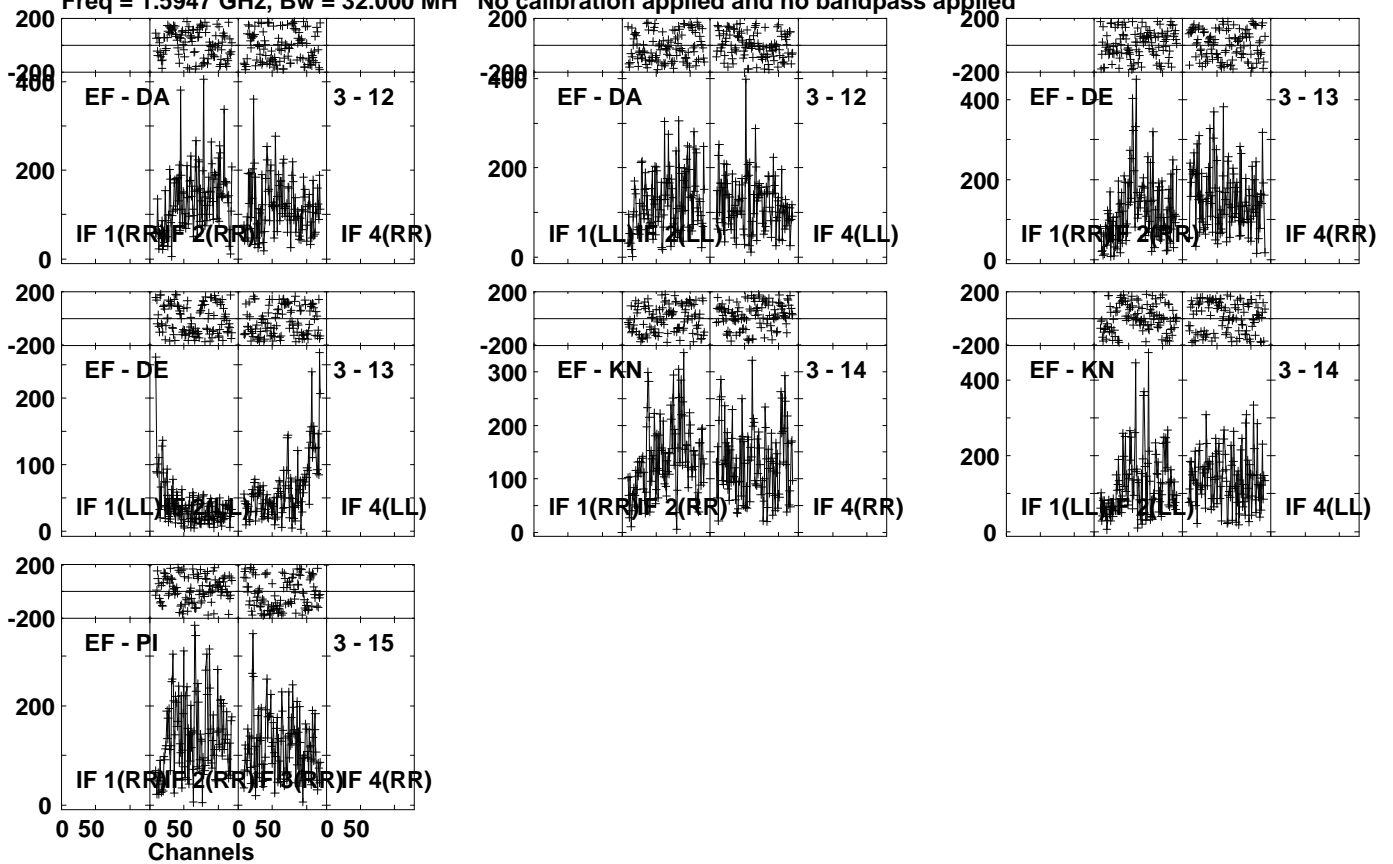 Freq = 1.5947 GHz, Bw = 32.000 MH No calibration applied and no bandpass applied
200 200 200
-200 -200 -200
400 400 400
EF - DA 3 - 12 EF - DA 3 - 12 EF - DE 3 - 13
200 200 200
IF 1(RR) IF 2(RR) IF 4(RR) IF 1(LL) IF 2(LL) IF 4(LL) IF 1(RR) IF 2(RR) IF 4(RR)
0 0 0
200 200 200
-200 -200 -200
EF - DE 3 - 13 EF - KN 3 - 14 EF - KN 3 - 14
200 300 400
100 200 200
100
IF 1(LL) IF 2(LL) IF 4(LL) IF 1(RR) IF 2(RR) IF 4(RR) IF 1(LL) IF 2(LL) IF 4(LL)
0 0 0
200
-200
EF - PI 3 - 15
200
IF 1(RR) IF 2(RR) IF 3(RR) IF 4(RR)
0
0 50 0 50 0 50 0 50
Channels